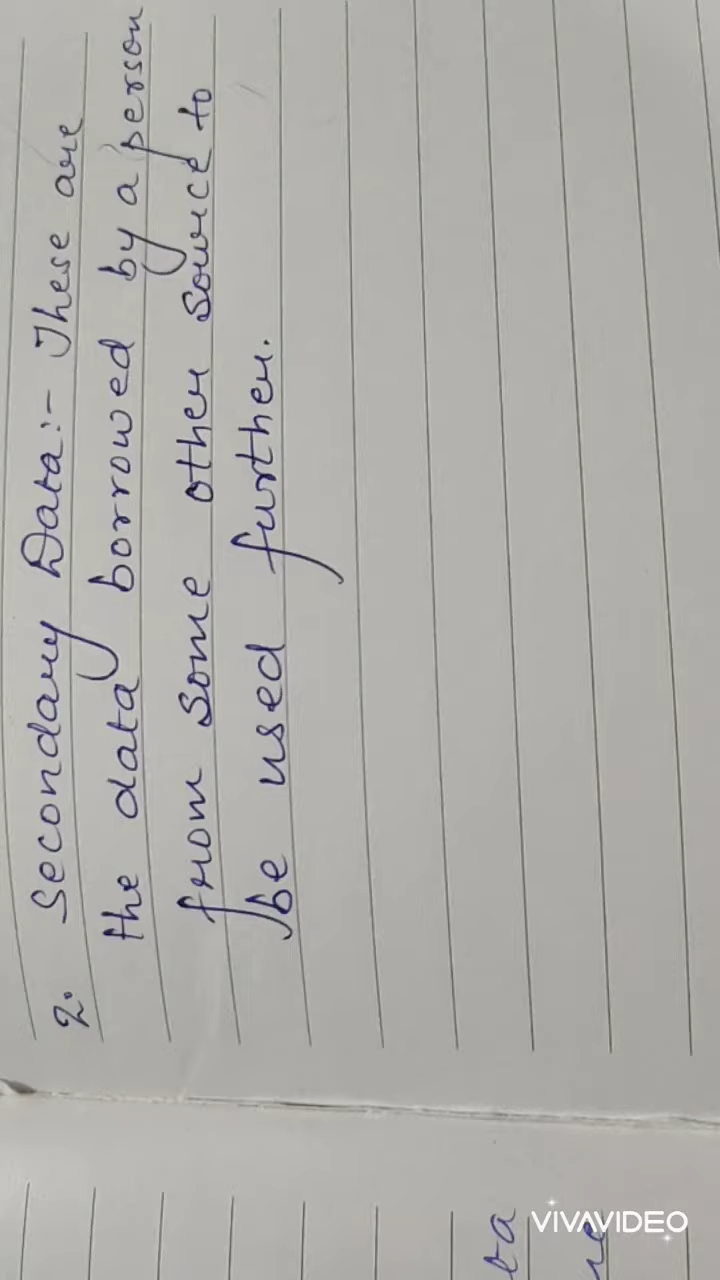 2. Secondary Data:- These are
the data borrowed by a person
from some other source to
be used further.
ta
VIVAVIDEO